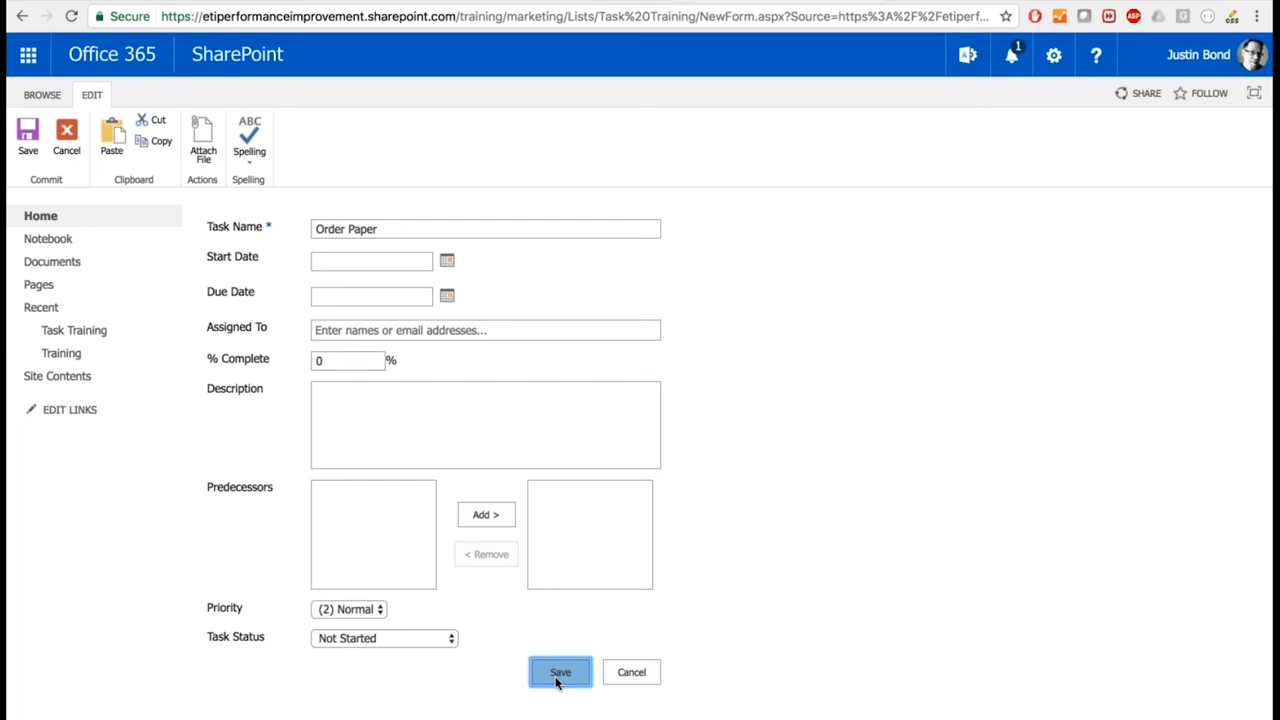 Secure https://etiperformanceimprovement.sharepoint.com/training/marketing/Lists/Task%20Training/NewForm.aspx?Source=https%3A%2F%2Fetiperf...
ABP
css
Office 365 SharePoint
1
?
Justin Bond
BROWSE EDIT
SHARE FOLLOW
Save Cancel Paste Cut Copy Attach File ABC Spelling
Commit Clipboard Actions Spelling
Home
Notebook
Documents
Pages
Recent
Task Training
Training
Site Contents
EDIT LINKS
Task Name * Order Paper
Start Date
Due Date
Assigned To Enter names or email addresses...
% Complete 0 %
Description
Predecessors
Add >
< Remove
Priority (2) Normal
Task Status Not Started
Save Cancel